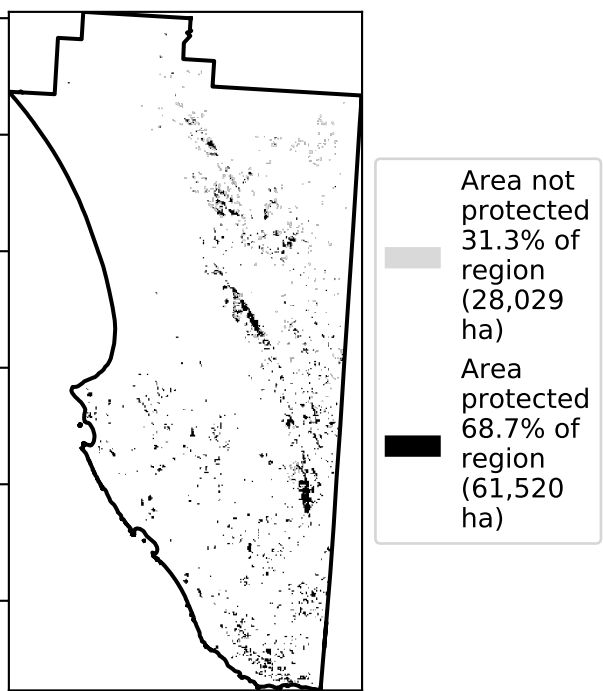 Area not
protected
31.3% of
region
(28,029
ha)
Area
protected
68.7% of
region
(61,520
ha)